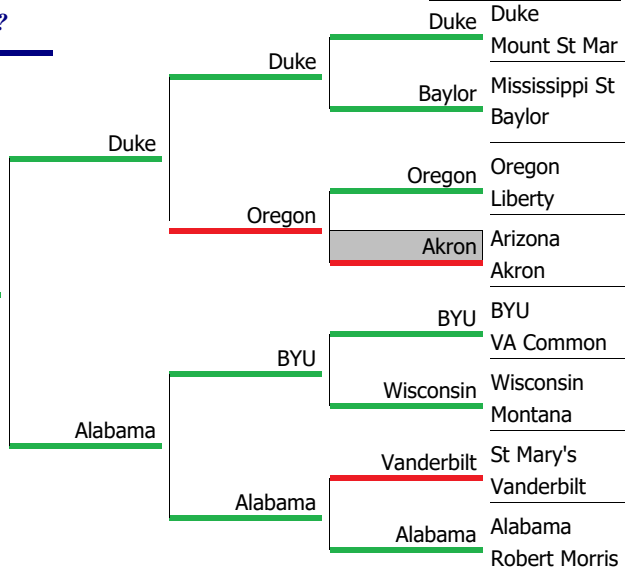 ?
Duke
Mount St Mar
Mississippi St
Baylor
Oregon
Liberty
Arizona
Akron
BYU
VA Common
Wisconsin
Montana
St Mary's
Vanderbilt
Alabama
Robert Morris
Duke
Baylor
Oregon
Akron
BYU
Wisconsin
Vanderbilt
Alabama
Duke
Oregon
BYU
Alabama
Duke
Alabama